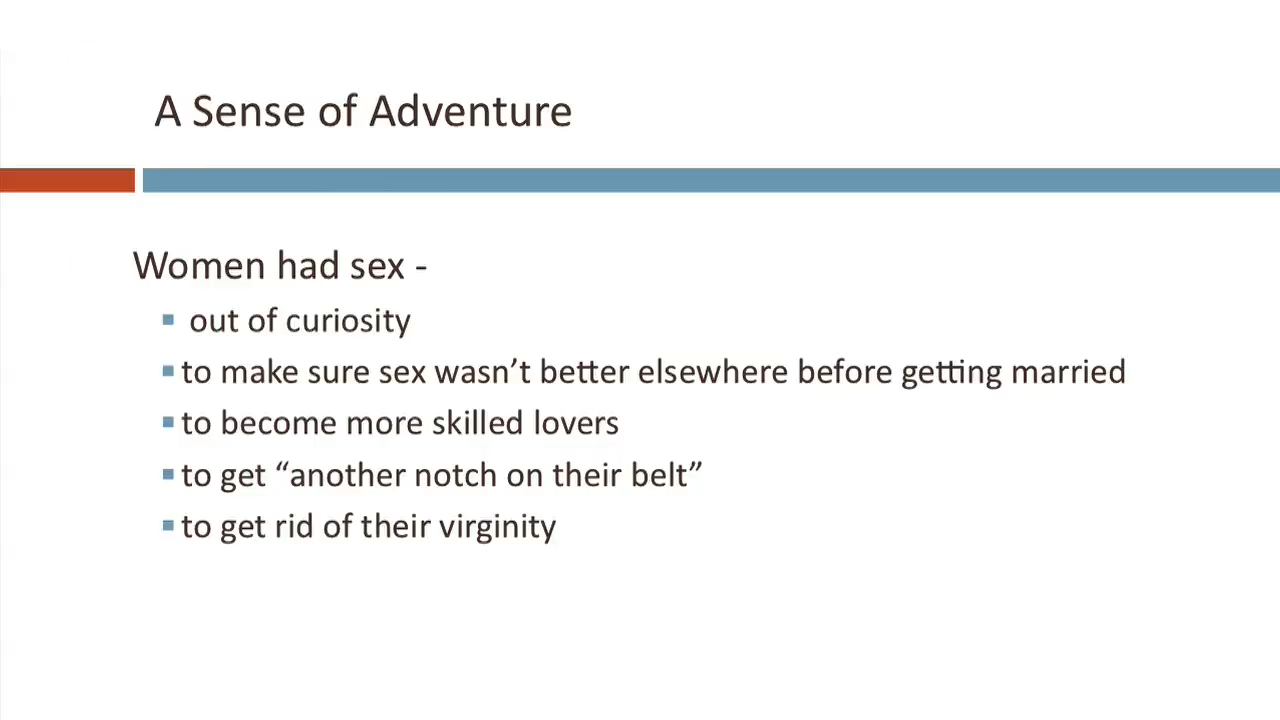 A Sense of Adventure
Women had sex -
▪ out of curiosity
▪ to make sure sex wasn’t better elsewhere before getting married
▪ to become more skilled lovers
▪ to get “another notch on their belt”
▪ to get rid of their virginity